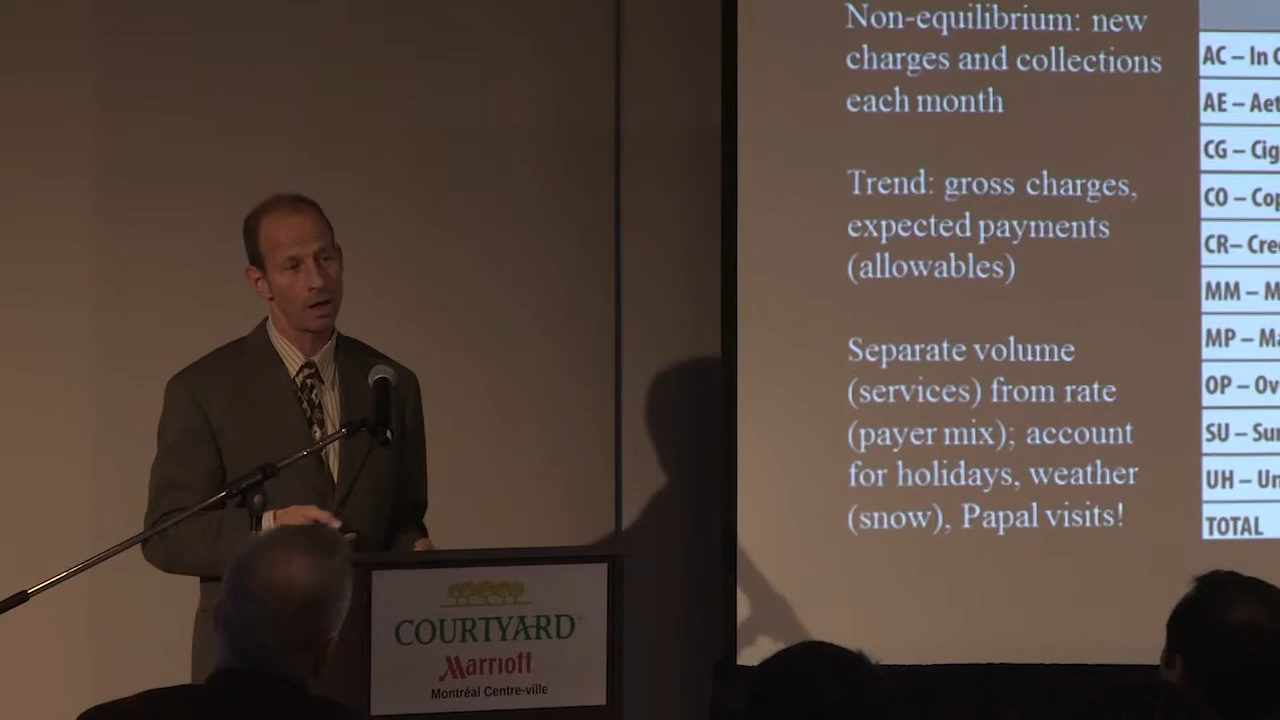 Non-equilibrium: new
charges and collections
each month
Trend: gross charges,
expected payments
(allowables)
Separate volume
(services) from rate
(payer mix); account
for holidays, weather
(snow), Papal visits!
AC – In
AE – Aet
CG – Cig
CO – Cop
CR– Cre
MM – M
MP – Ma
OP – Ov
SU – Sur
UH – Un
TOTAL
COURTYARD®
Marriott
Montréal Centre-ville